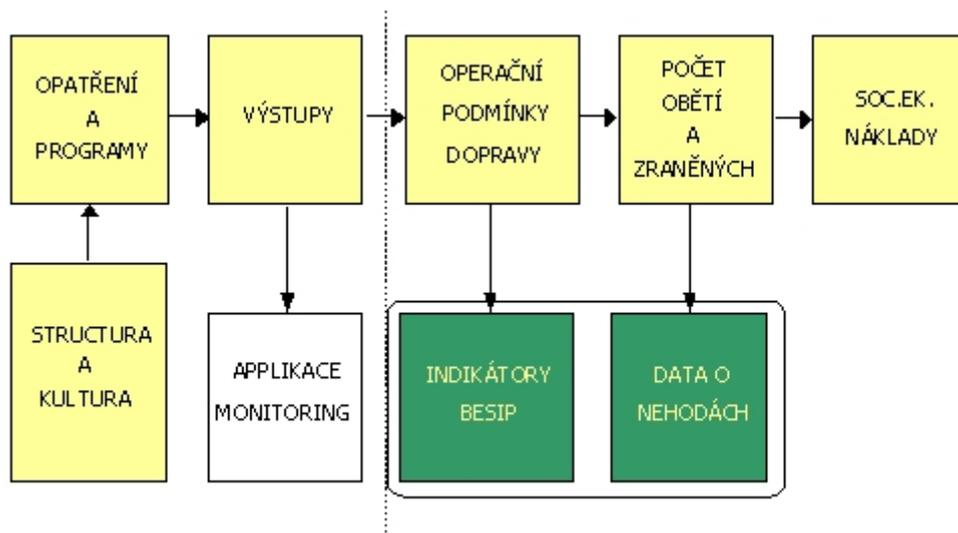 OPATŘENÍ
A
PROGRAMY
VÝSTUPY
OPERAČNÍ
PODMÍNKY
DOPRAVY
POČET
OBĚTÍ
A
ZRANĚNÝCH
SOC.EK.
NÁKLADY
STRUCTURA
A
KULTURA
APPLIKACE
MONITORING
INDIKÁTORY
BESIP
DATA O
NEHODÁCH